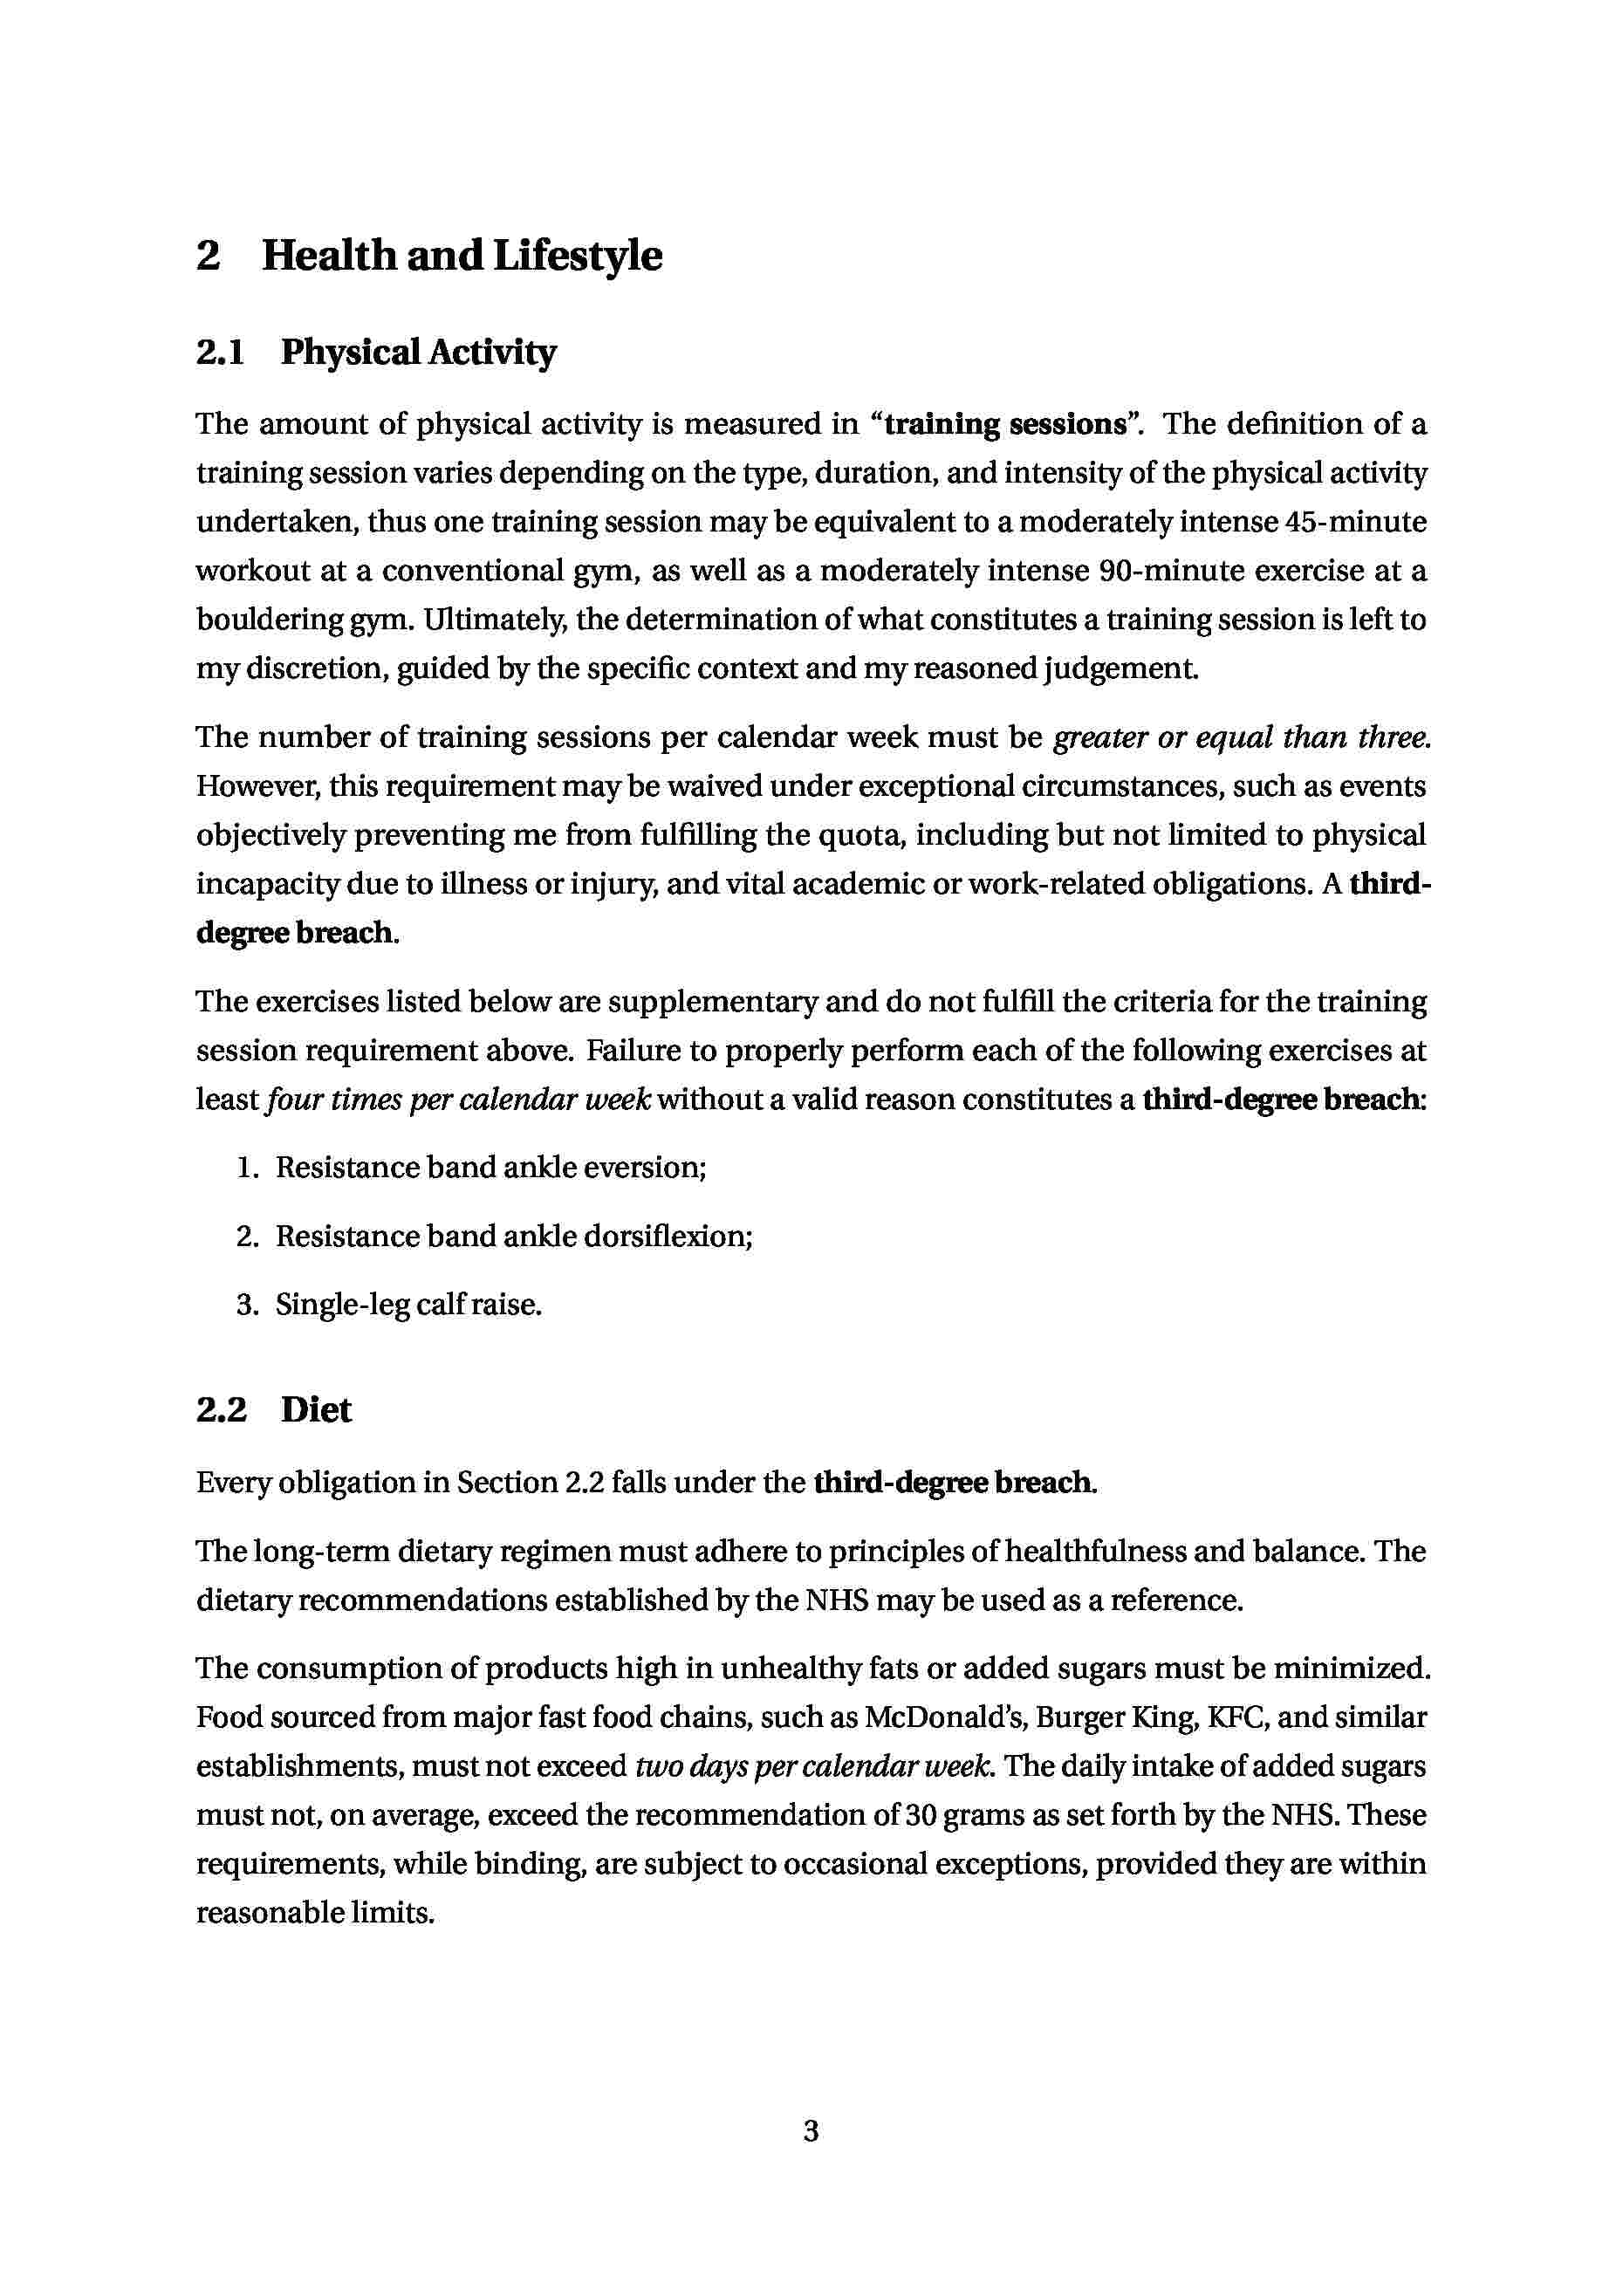 2 Health and Lifestyle
2.1 Physical Activity
The amount of physical activity is measured in “training sessions”. The definition of a
training session varies depending on the type, duration, and intensity of the physical activity
undertaken, thus one training session may be equivalent to a moderately intense 45-minute
workout at a conventional gym, as well as a moderately intense 90-minute exercise at a
bouldering gym. Ultimately, the determination of what constitutes a training session is left to
my discretion, guided by the specific context and my reasoned judgement.
The number of training sessions per calendar week must be greater or equal than three.
However, this requirement may be waived under exceptional circumstances, such as events
objectively preventing me from fulfilling the quota, including but not limited to physical
incapacity due to illness or injury, and vital academic or work-related obligations. A third-
degree breach.
The exercises listed below are supplementary and do not fulfill the criteria for the training
session requirement above. Failure to properly perform each of the following exercises at
least four times per calendar week without a valid reason constitutes a third-degree breach:
1. Resistance band ankle eversion;
2. Resistance band ankle dorsiflexion;
3. Single-leg calf raise.
2.2 Diet
Every obligation in Section 2.2 falls under the third-degree breach.
The long-term dietary regimen must adhere to principles of healthfulness and balance. The
dietary recommendations established by the NHS may be used as a reference.
The consumption of products high in unhealthy fats or added sugars must be minimized.
Food sourced from major fast food chains, such as McDonald’s, Burger King, KFC, and similar
establishments, must not exceed two days per calendar week. The daily intake of added sugars
must not, on average, exceed the recommendation of 30 grams as set forth by the NHS. These
requirements, while binding, are subject to occasional exceptions, provided they are within
reasonable limits.
3